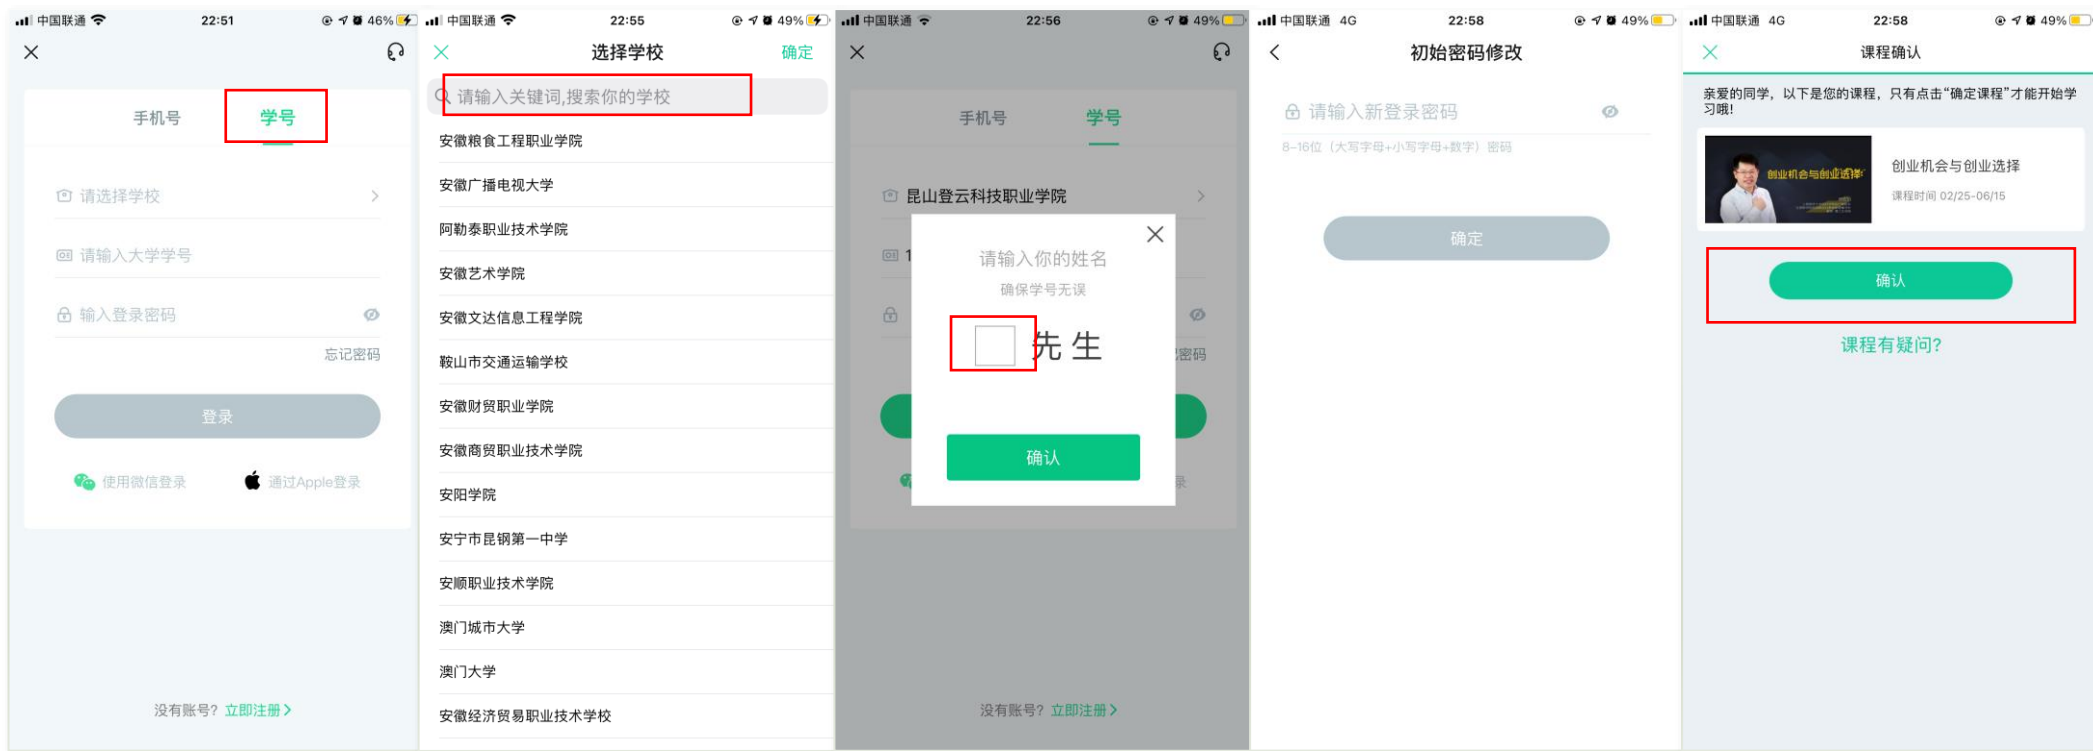 中国联通 22:51 46%
手机号 学号
请选择学校
请输入大学学号
输入登录密码
忘记密码
登录
使用微信登录 通过Apple登录
没有账号? 立即注册
中国联通 22:55 49%
选择学校 确定
请输入关键词,搜索你的学校
安徽粮食工程职业学院
安徽广播电视大学
阿勒泰职业技术学院
安徽艺术学院
安徽文达信息工程学院
鞍山市交通运输学校
安徽财贸职业学院
安徽商贸职业技术学院
安阳学院
安宁市昆钢第一中学
安顺职业技术学院
澳门城市大学
澳门大学
安徽经济贸易职业技术学校
中国联通 22:56 49%
手机号 学号
昆山登云科技职业学院
1
请输入你的姓名
确保学号无误
先生
密码
确认
录
没有账号? 立即注册
中国联通 4G 22:58 49%
初始密码修改
请输入新登录密码
8-16位（大写字母+小写字母+数字）密码
确定
中国联通 4G 22:58 49%
课程确认
亲爱的同学，以下是您的课程，只有点击“确定课程”才能开始学
习哦!
创业机会与创业选择
创业机会与创业选择
课程时间 02/25-06/15
确认
课程有疑问?